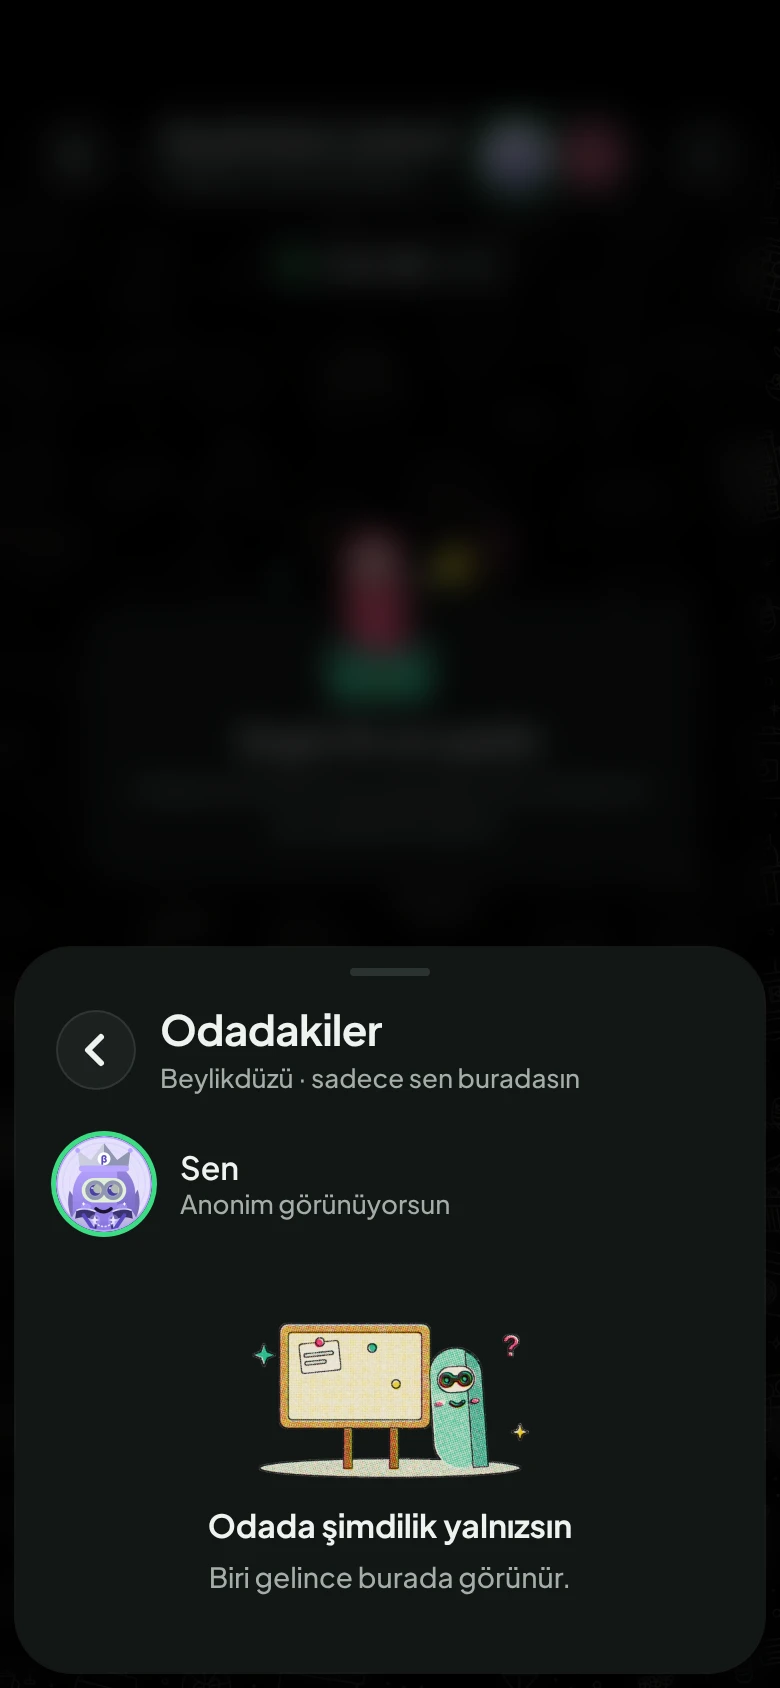 Odadakiler
Beylikdüzü · sadece sen buradasın
β
Sen
Anonim görünüyorsun
?
Odada şimdilik yalnızsın
Biri gelince burada görünür.